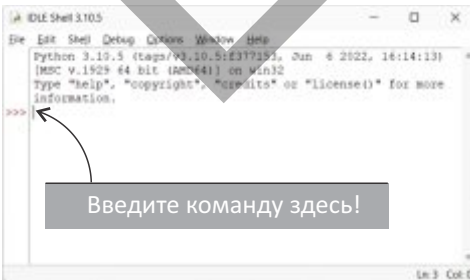 IDLE Shell 3.10.5
File Edit Shell Debug Options Window Help
Python 3.10.5 (tags/v3.10.5:f377153, Jun 6 2022, 16:14:13)
[MSC v.1929 64 bit (AMD64)] on win32
Type "help", "copyright", "credits" or "license()" for more
information.
>>>
Введите команду здесь!
Ln: 3 Col: 0